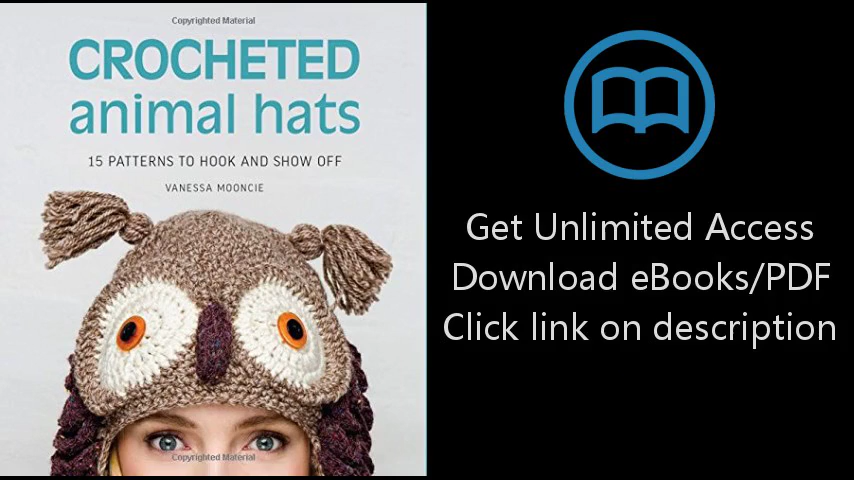 Copyrighted Material
CROCHETED
animal hats
15 PATTERNS TO HOOK AND SHOW OFF
VANESSA MOONCIE
Copyrighted Material
Get Unlimited Access
Download eBooks/PDF
Click link on description